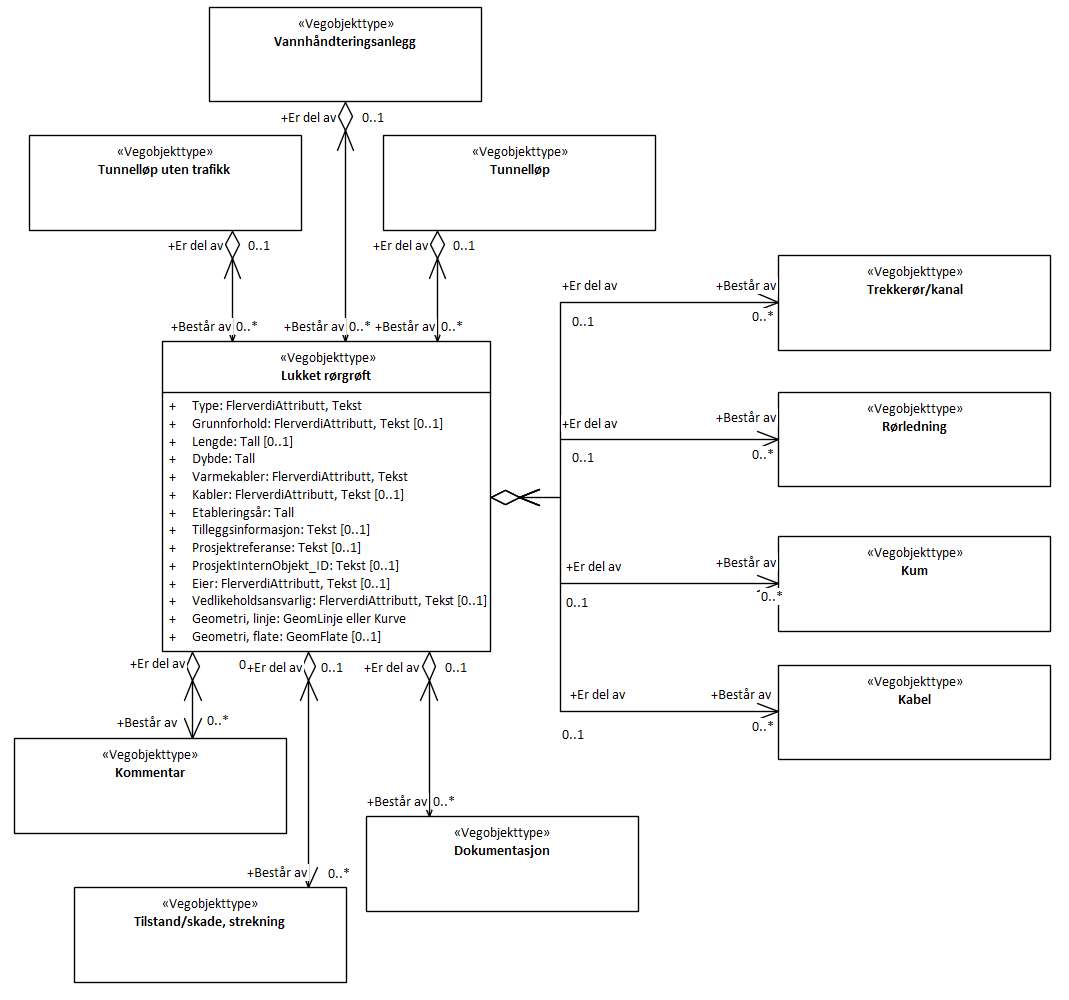 «Vegobjekttype»
Vannhåndteringsanlegg
+Er del av 0..1
«Vegobjekttype»
Tunnelløp uten trafikk
«Vegobjekttype»
Tunnelløp
+Er del av 0..1
+Er del av 0..1
+Består av 0..*
+Består av 0..*
+Består av 0..*
«Vegobjekttype»
Lukket rørgrøft
+ Type: FlerverdiAttributt, Tekst
+ Grunnforhold: FlerverdiAttributt, Tekst [0..1]
+ Lengde: Tall [0..1]
+ Dybde: Tall
+ Varmekabler: FlerverdiAttributt, Tekst
+ Kabler: FlerverdiAttributt, Tekst [0..1]
+ Etableringsår: Tall
+ Tilleggsinformasjon: Tekst [0..1]
+ Prosjektreferanse: Tekst [0..1]
+ ProsjektInternObjekt_ID: Tekst [0..1]
+ Eier: FlerverdiAttributt, Tekst [0..1]
+ Vedlikeholdsansvarlig: FlerverdiAttributt, Tekst [0..1]
+ Geometri, linje: GeomLinje eller Kurve
+ Geometri, flate: GeomFlate [0..1]
+Er del av
+Består av
0..1
0..*
«Vegobjekttype»
Trekkerør/kanal
+Er del av
+Består av
0..1
0..*
«Vegobjekttype»
Rørledning
+Er del av
+Består av
0..1
0..*
«Vegobjekttype»
Kum
+Er del av
+Består av
0..1
0..*
«Vegobjekttype»
Kabel
+Er del av 0
+Er del av 0..1
+Er del av 0..1
+Består av 0..*
«Vegobjekttype»
Kommentar
+Består av 0..*
«Vegobjekttype»
Dokumentasjon
+Består av 0..*
«Vegobjekttype»
Tilstand/skade, strekning